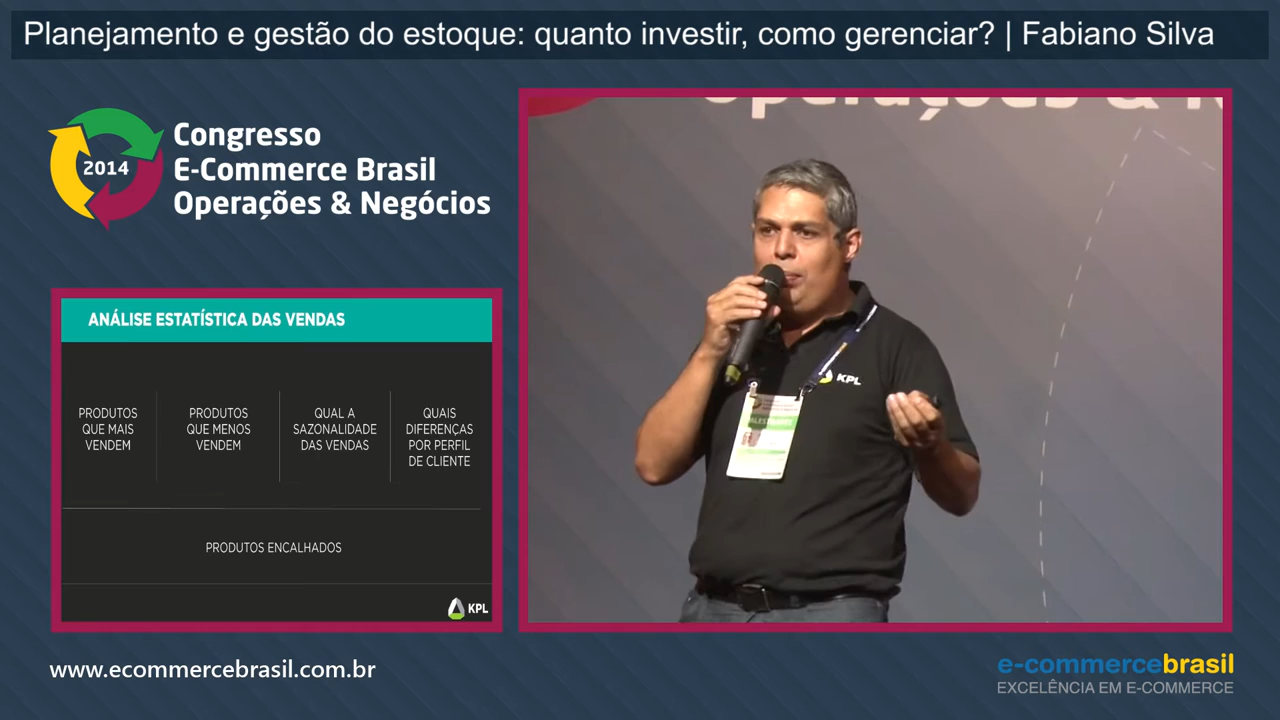 Planejamento e gestão do estoque: quanto investir, como gerenciar? | Fabiano Silva
2014
Congresso
E-Commerce Brasil
Operações & Negócios
ANÁLISE ESTATÍSTICA DAS VENDAS
PRODUTOS
QUE MAIS
VENDEM
PRODUTOS
QUE MENOS
VENDEM
QUAL A
SAZONALIDADE
DAS VENDAS
QUAIS
DIFERENÇAS
POR PERFIL
DE CLIENTE
PRODUTOS ENCALHADOS
KPL
Operações & N
KPL
www.ecommercebrasil.com.br
e-commercebrasil
EXCELÊNCIA EM E-COMMERCE